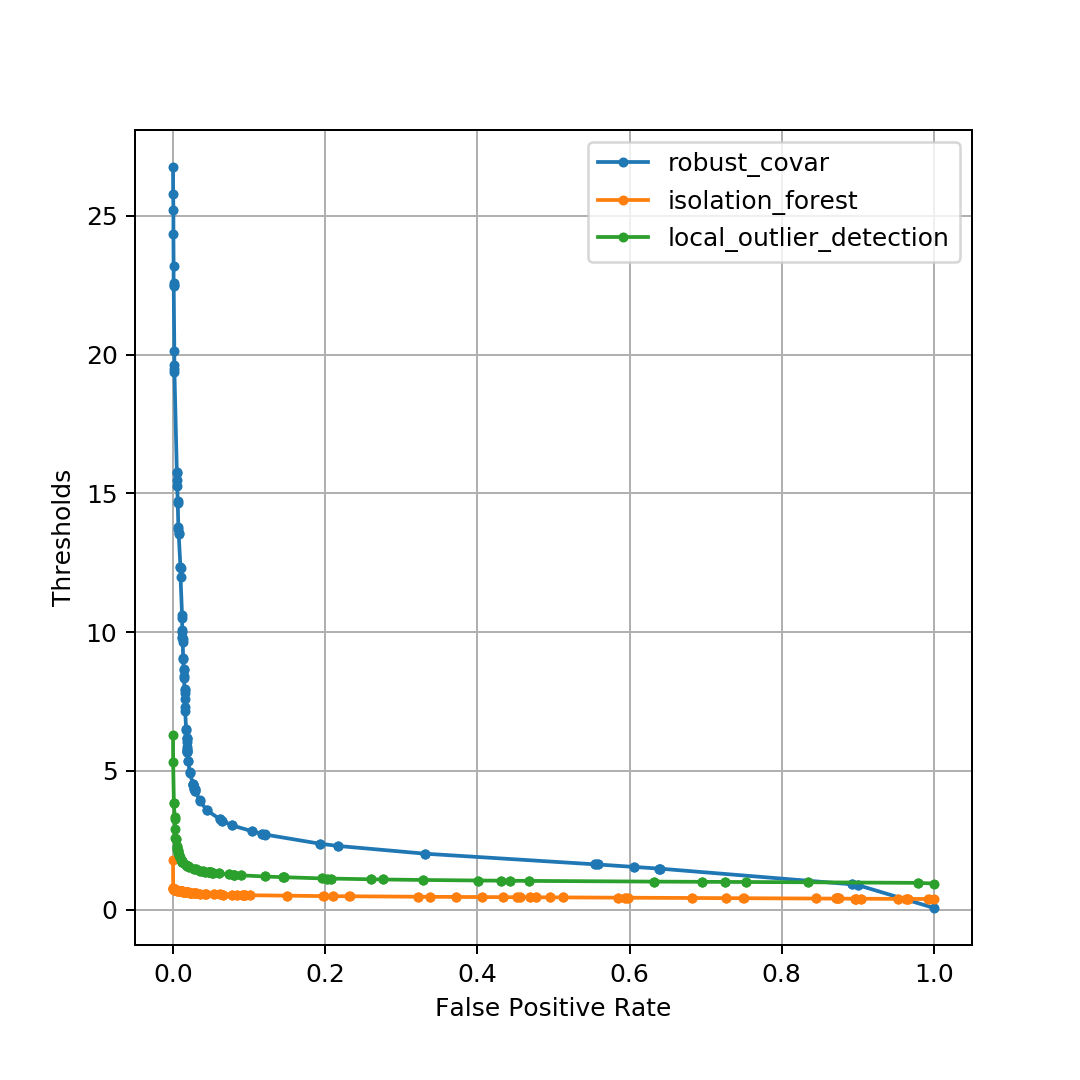 robust_covar
isolation_forest
local_outlier_detection
25
20
15
10
5
0
Thresholds
0.0 0.2 0.4 0.6 0.8 1.0
False Positive Rate